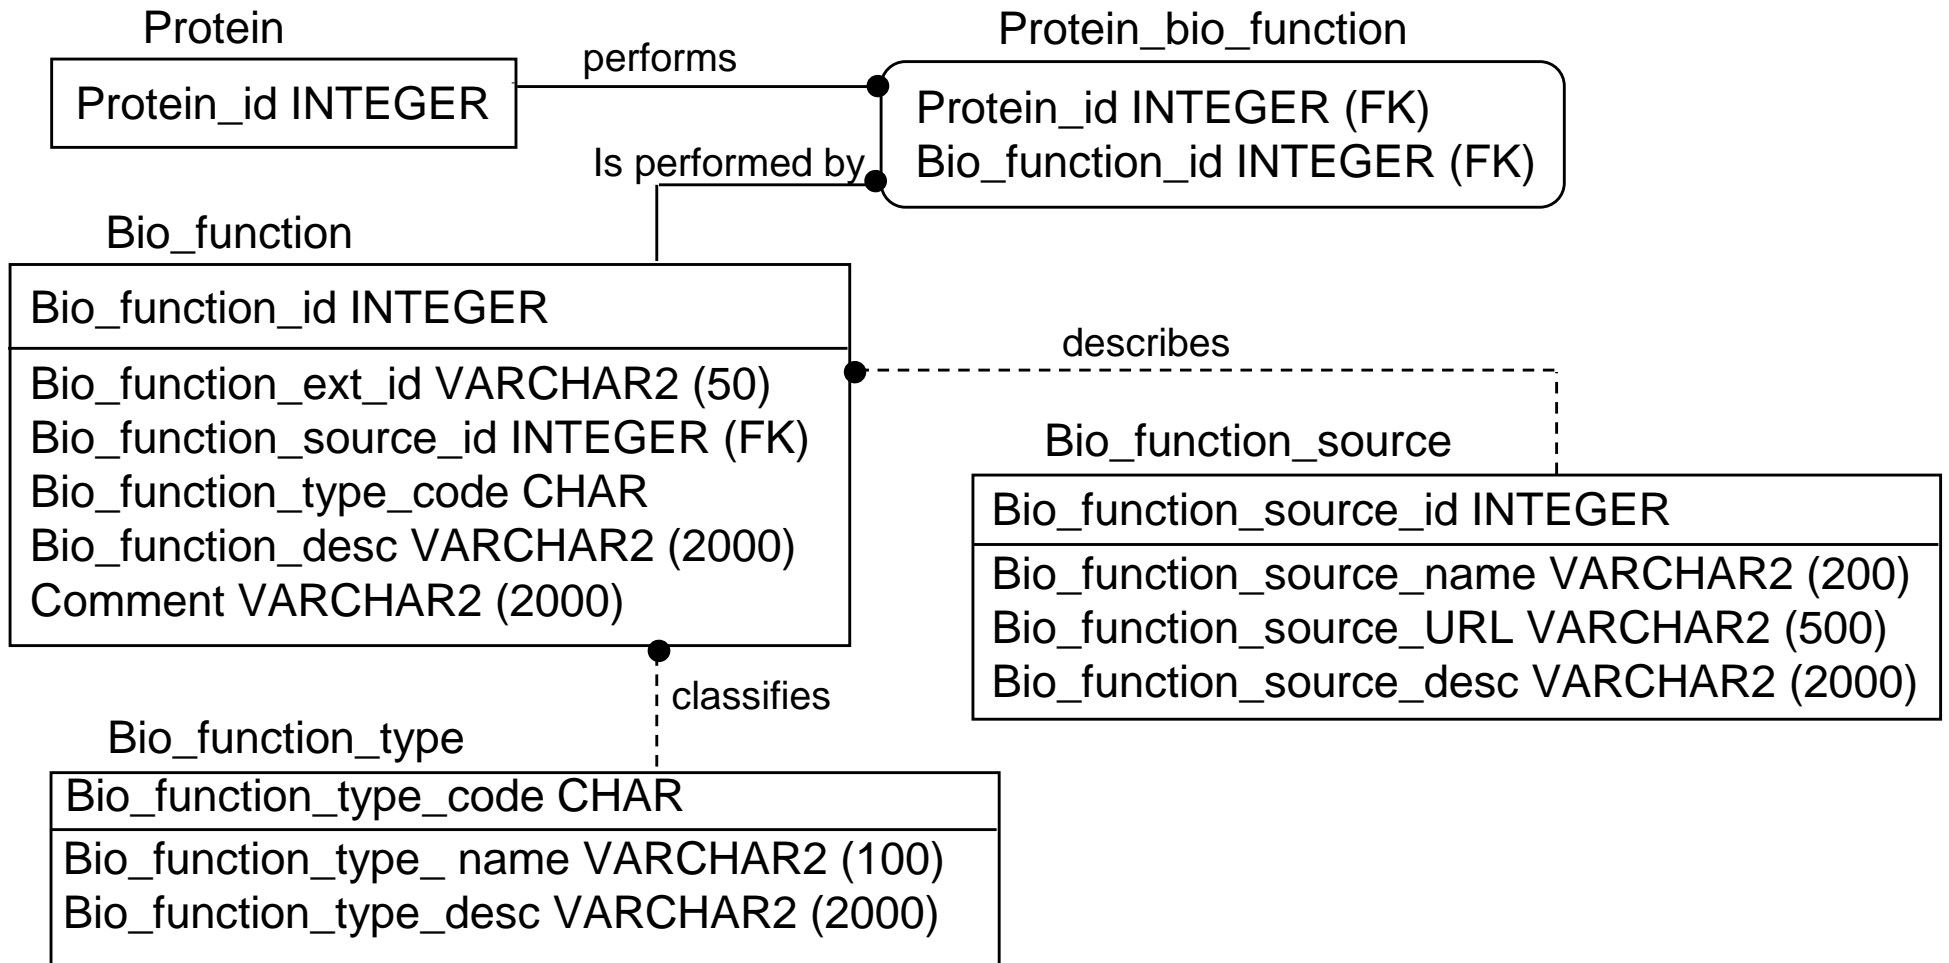 Protein
Protein_id INTEGER
performs
Protein_bio_function
Protein_id INTEGER (FK)
Bio_function_id INTEGER (FK)
Is performed by
Bio_function
Bio_function_id INTEGER
Bio_function_ext_id VARCHAR2 (50)
Bio_function_source_id INTEGER (FK)
Bio_function_type_code CHAR
Bio_function_desc VARCHAR2 (2000)
Comment VARCHAR2 (2000)
describes
Bio_function_source
Bio_function_source_id INTEGER
Bio_function_source_name VARCHAR2 (200)
Bio_function_source_URL VARCHAR2 (500)
Bio_function_source_desc VARCHAR2 (2000)
classifies
Bio_function_type
Bio_function_type_code CHAR
Bio_function_type_ name VARCHAR2 (100)
Bio_function_type_desc VARCHAR2 (2000)